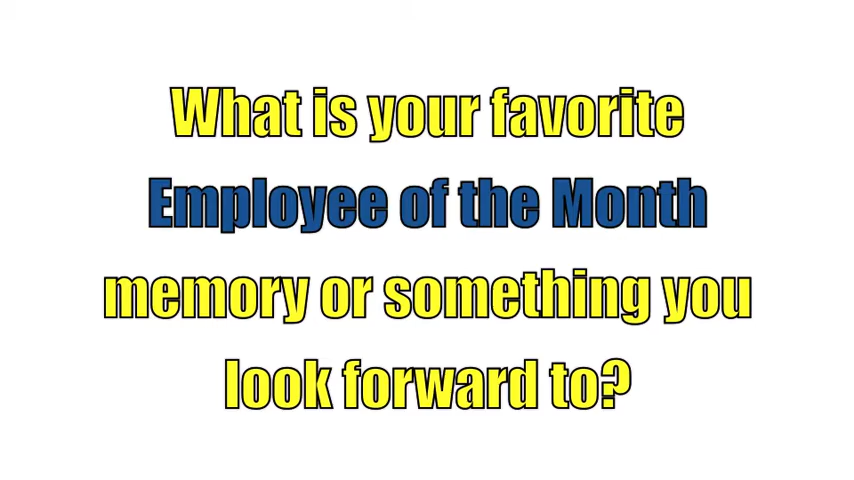 What is your favorite
Employee of the Month
memory or something you
look forward to?